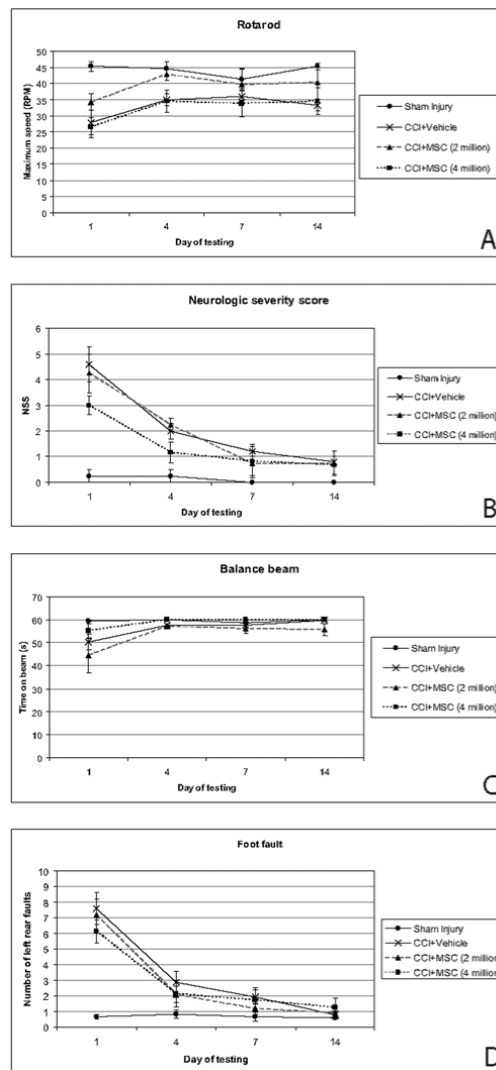 Rotarod
50
45
40
35
30
25
20
15
10
5
0
Maximum speed (RPM)
1 4 7 14
Day of testing
Sham Injury
CCI+Vehicle
CCI+MSC (2 million)
CCI+MSC (4 million)
A
Neurologic severity score
6
5
4
3
2
1
0
NSS
1 4 7 14
Day of testing
Sham Injury
CCI+Vehicle
CCI+MSC (2 million)
CCI+MSC (4 million)
B
Balance beam
70
60
50
40
30
20
10
0
Time on beam (s)
1 4 7 14
Day of testing
Sham Injury
CCI+Vehicle
CCI+MSC (2 million)
CCI+MSC (4 million)
C
Foot fault
10
9
8
7
6
5
4
3
2
1
0
Number of left rear faults
1 4 7 14
Day of testing
Sham Injury
CCI+Vehicle
CCI+MSC (2 million)
CCI+MSC (4 million)
D